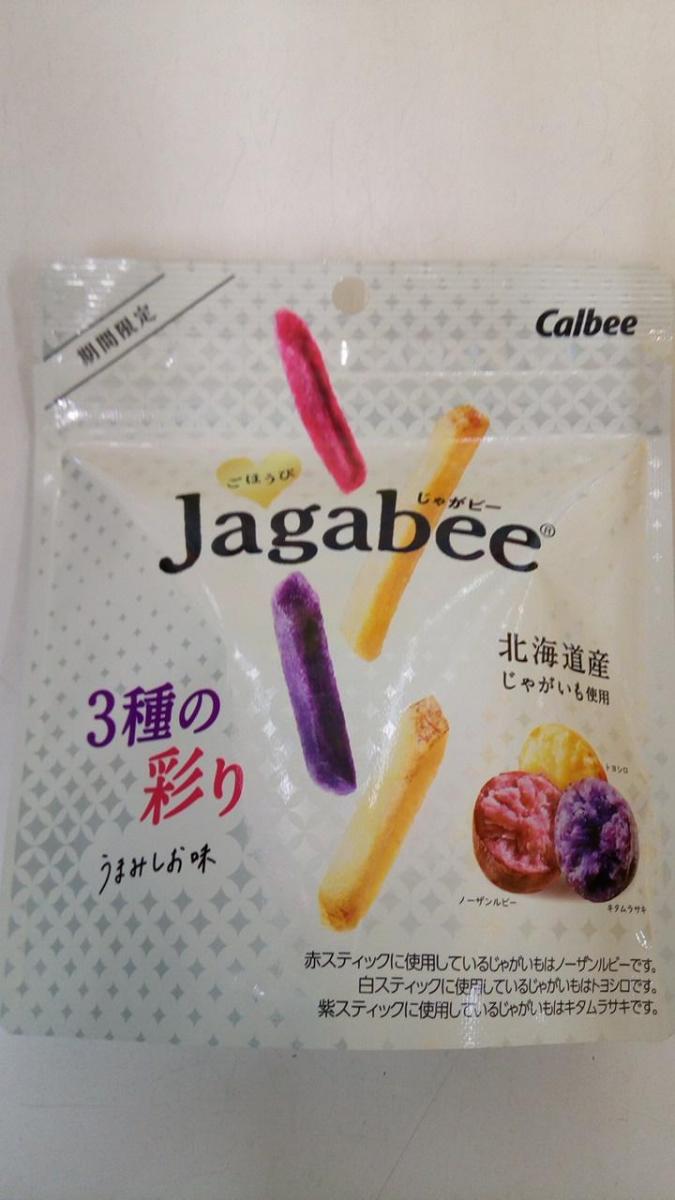 期間限定
Calbee
ごほうび
じゃがビー
Jagabee®
北海道産
じゃがいも使用
3種の
彩り
うまみしお味
トヨシロ
ノーザンルビー
キタムラサキ
赤スティックに使用しているじゃがいもはノーザンルビーです。
白スティックに使用しているじゃがいもはトヨシロです。
紫スティックに使用しているじゃがいもはキタムラサキです。